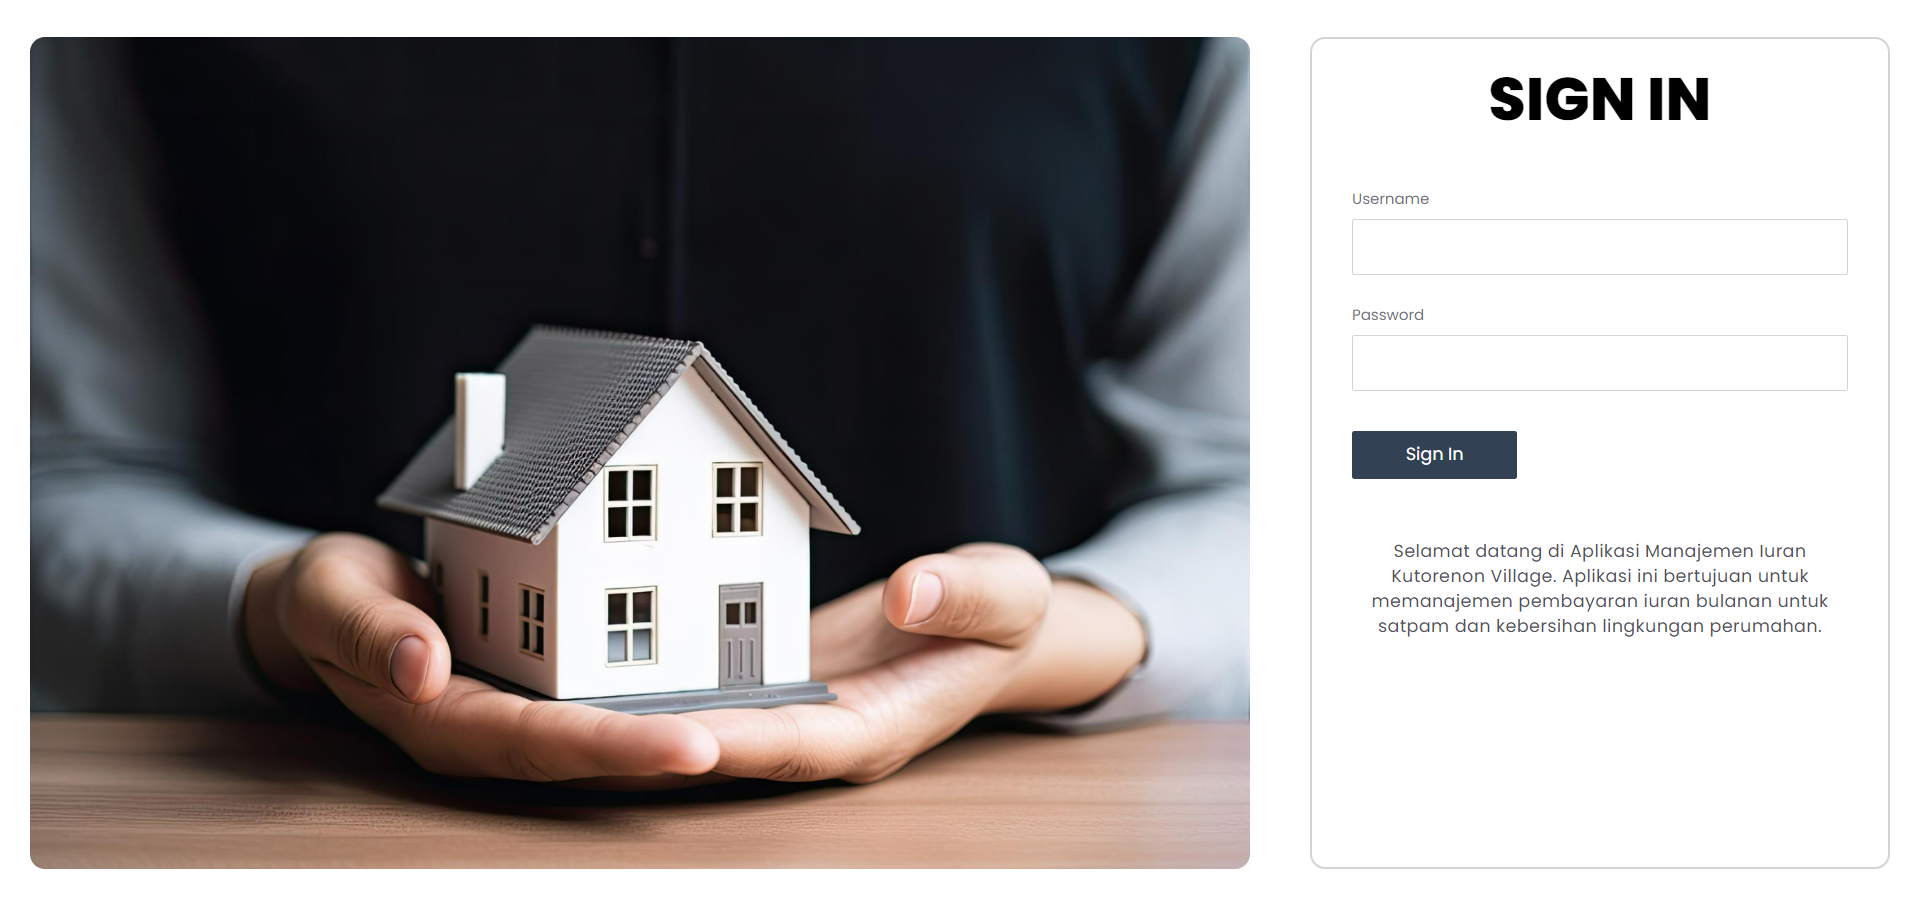 SIGN IN
Username
Password
Sign In
Selamat datang di Aplikasi Manajemen Iuran
Kutorenon Village. Aplikasi ini bertujuan untuk
memanajemen pembayaran iuran bulanan untuk
satpam dan kebersihan lingkungan perumahan.